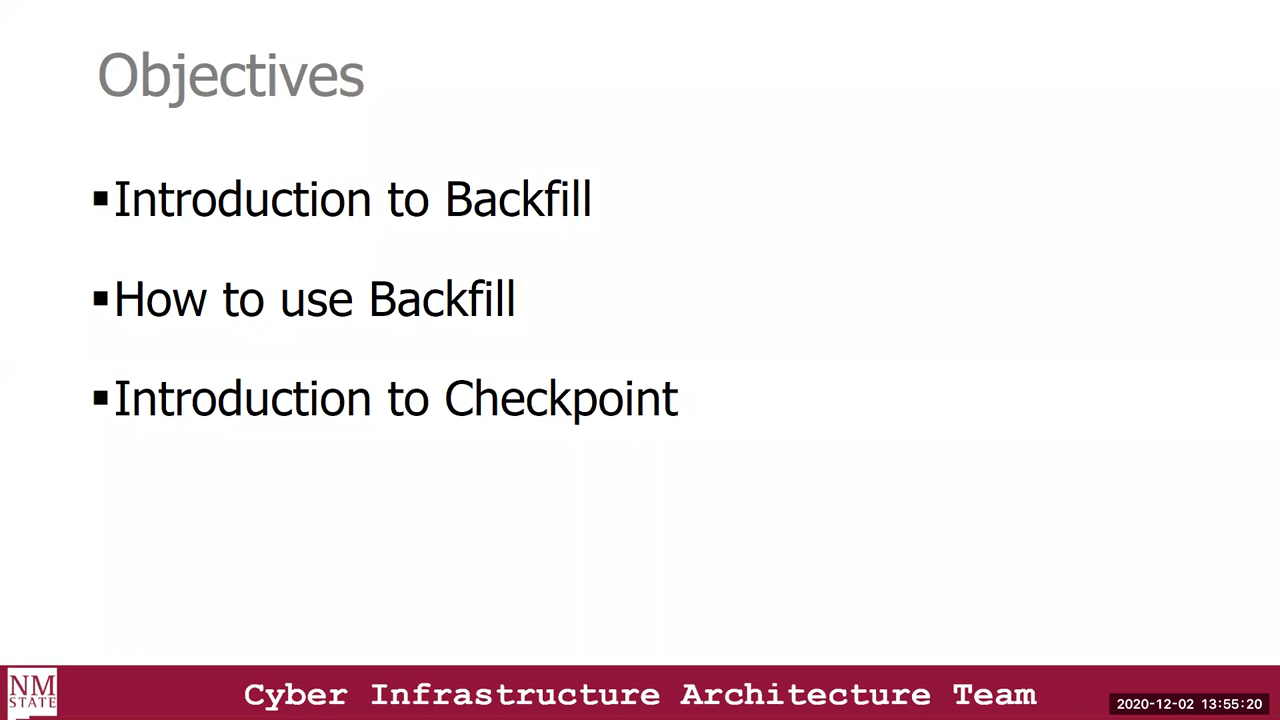 Objectives
▪Introduction to Backfill
▪How to use Backfill
▪Introduction to Checkpoint
NM
STATE
Cyber Infrastructure Architecture Team
2020-12-02 13:55:20